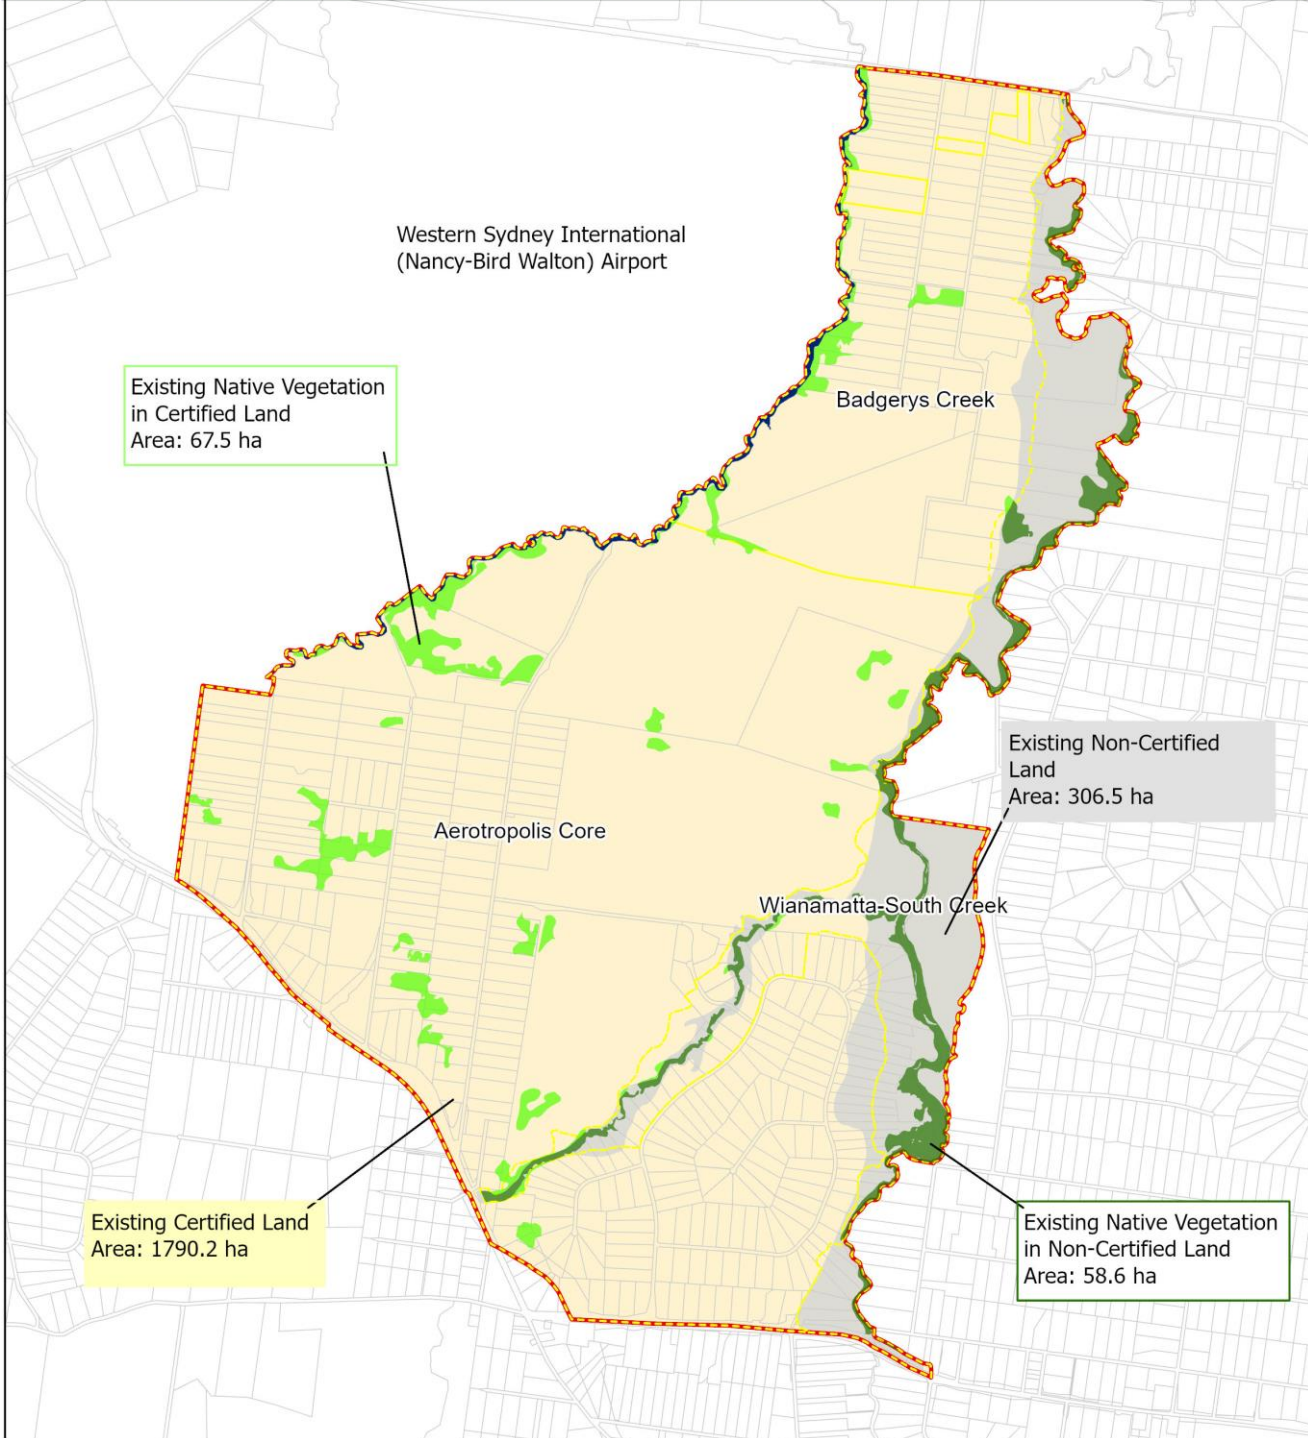 Western Sydney International
(Nancy-Bird Walton) Airport
Existing Native Vegetation
in Certified Land
Area: 67.5 ha
Badgerys Creek
Existing Non-Certified
Land
Area: 306.5 ha
Aerotropolis Core
Wianamatta-South Creek
Existing Certified Land
Area: 1790.2 ha
Existing Native Vegetation
in Non-Certified Land
Area: 58.6 ha